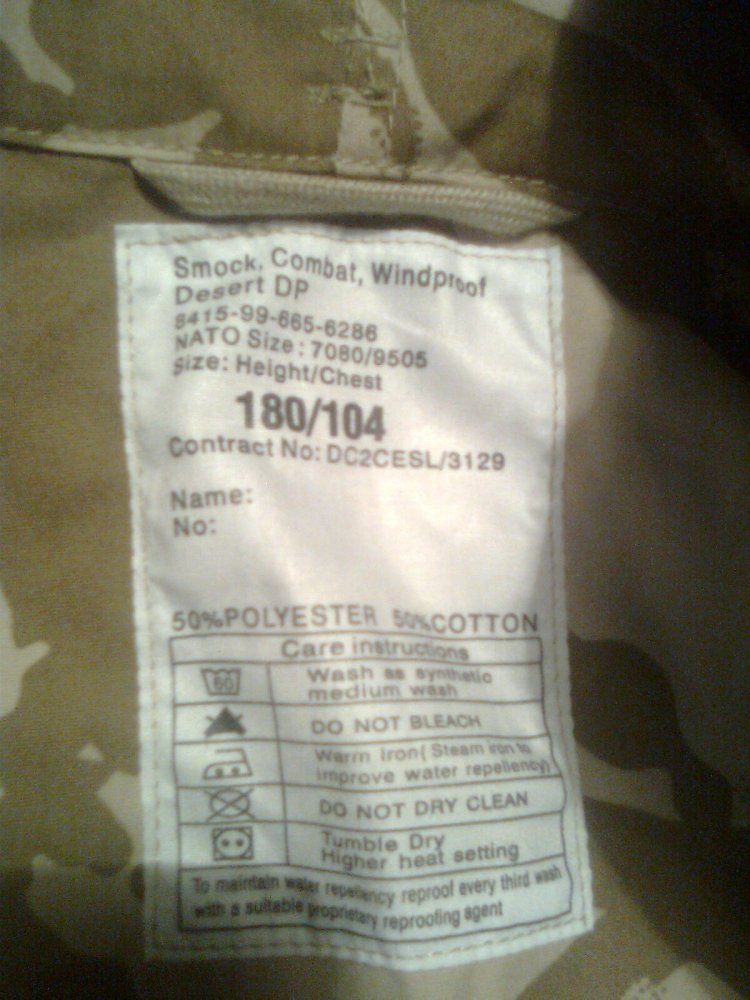 Smock, Combat, Windproof
Desert DP
8415-99-665-6286
NATO Size: 7080/9505
Size: Height/Chest
180/104
Contract No: DC2CESL/3129
Name:
No:
50%POLYESTER 50%COTTON
Care instructions
60
Wash as synthetic
medium wash
DO NOT BLEACH
Warm Iron(Steam iron to
improve water repellency)
DO NOT DRY CLEAN
Tumble Dry
Higher heat setting
To maintain water repellency reproof every third wash
with a suitable proprietary reproofing agent